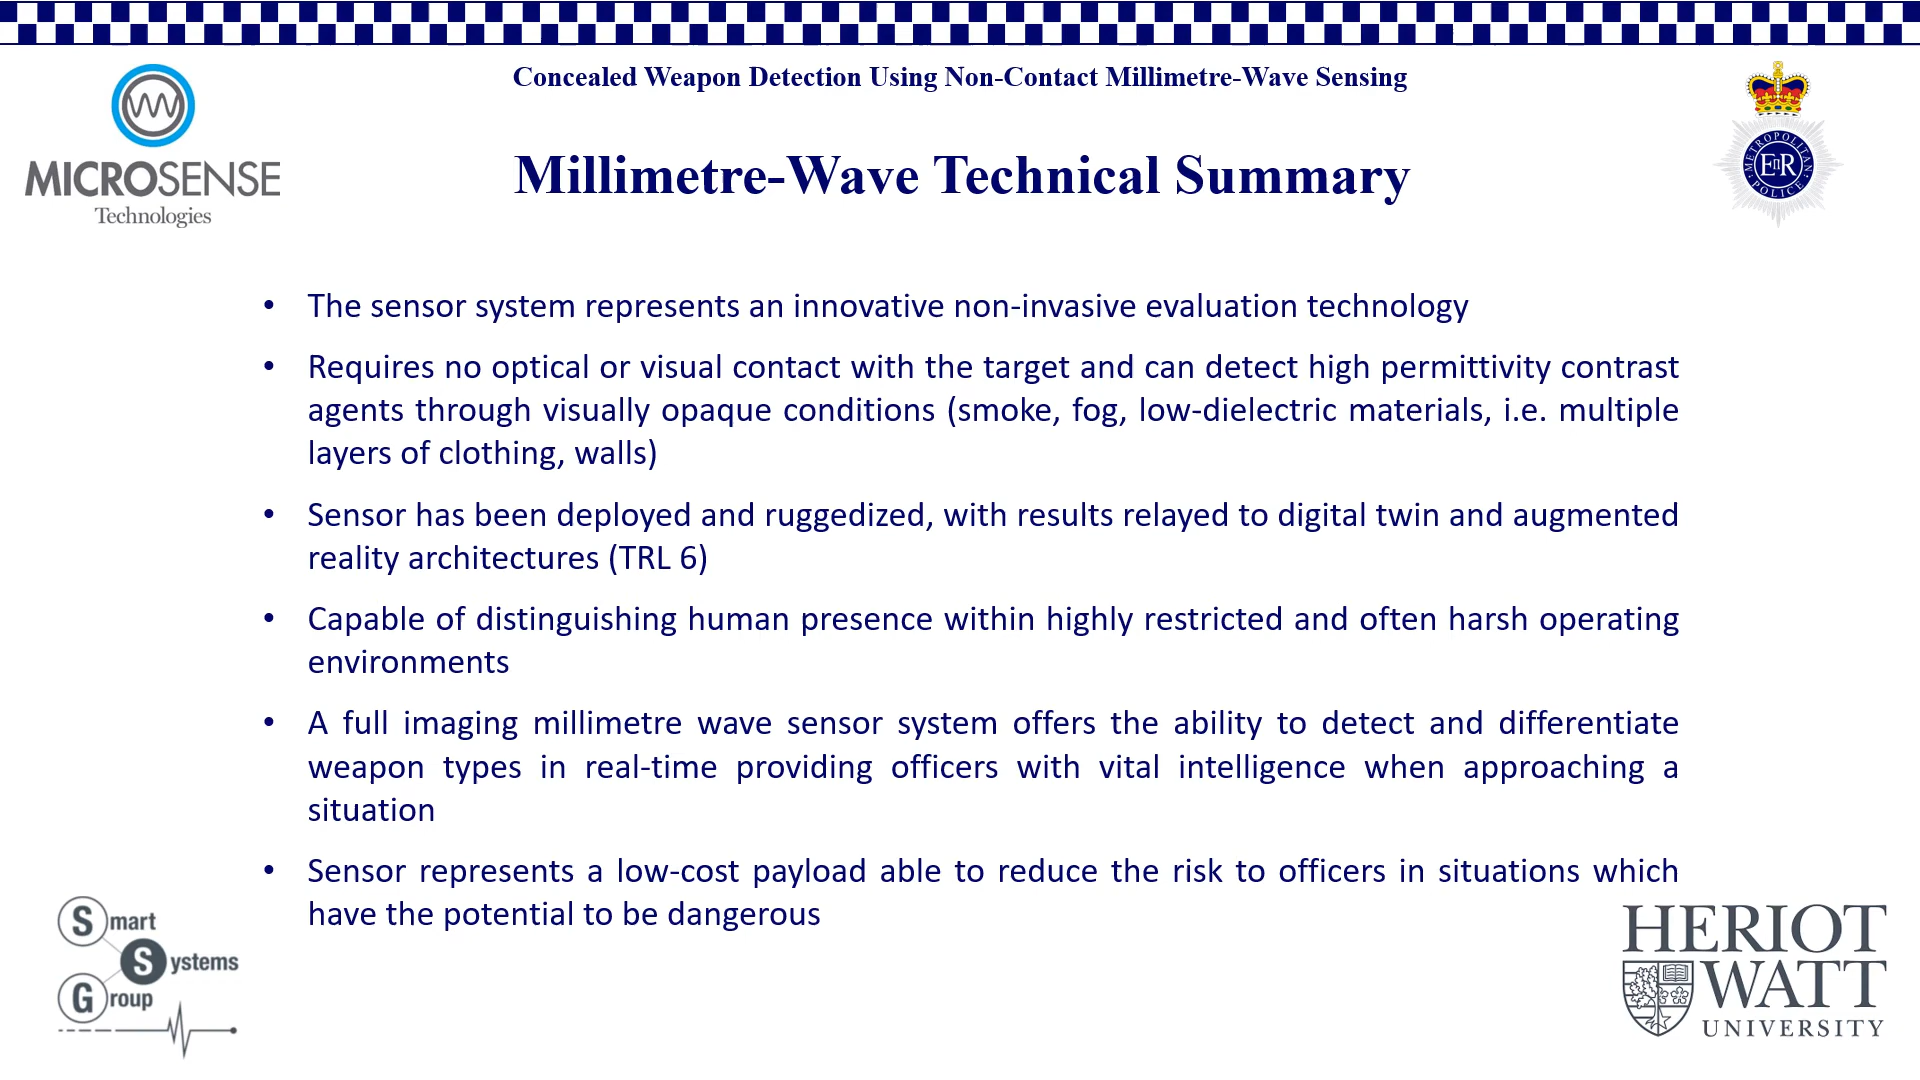 Concealed Weapon Detection Using Non-Contact Millimetre-Wave Sensing
MICROSENSE
Technologies
Millimetre-Wave Technical Summary
METROPOLITAN
EIIR
POLICE
• The sensor system represents an innovative non-invasive evaluation technology
• Requires no optical or visual contact with the target and can detect high permittivity contrast
agents through visually opaque conditions (smoke, fog, low-dielectric materials, i.e. multiple
layers of clothing, walls)
• Sensor has been deployed and ruggedized, with results relayed to digital twin and augmented
reality architectures (TRL 6)
• Capable of distinguishing human presence within highly restricted and often harsh operating
environments
• A full imaging millimetre wave sensor system offers the ability to detect and differentiate
weapon types in real-time providing officers with vital intelligence when approaching a
situation
• Sensor represents a low-cost payload able to reduce the risk to officers in situations which
have the potential to be dangerous
Smart
Systems
Group
HERIOT
WATT
UNIVERSITY